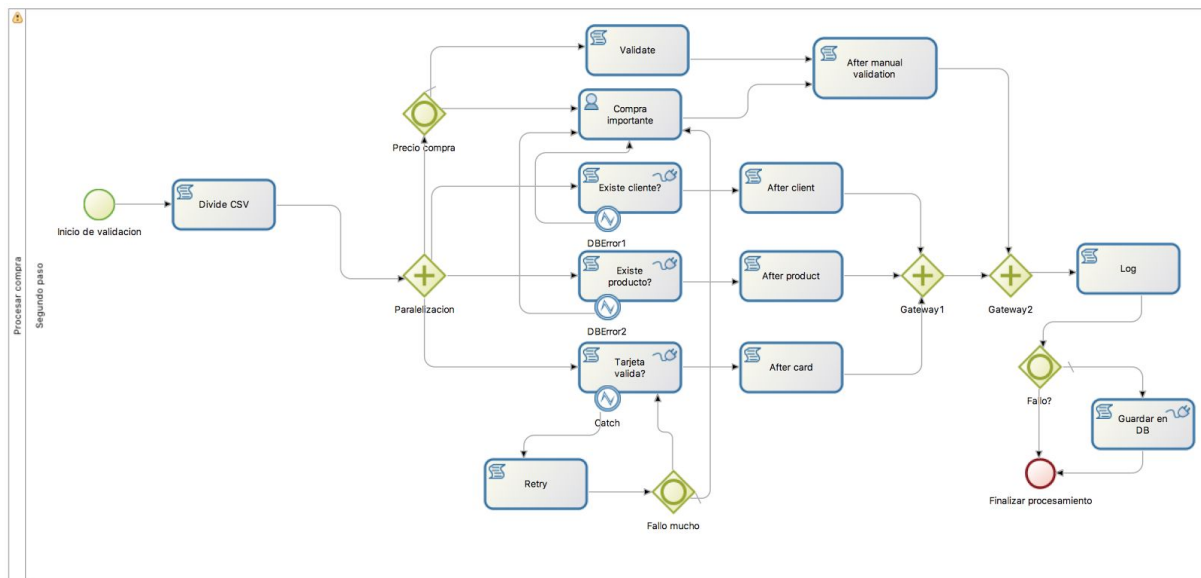 Procesar compra
Segundo paso
Validate
After manual
validation
Compra
importante
Precio compra
Existe cliente?
After client
Divide CSV
Inicio de validacion
DBError1
Existe
producto?
After product
Log
Paralelizacion
Gateway1
Gateway2
DBError2
Tarjeta
valida?
After card
Fallo?
Catch
Guardar en
DB
Retry
Fallo mucho
Finalizar procesamiento